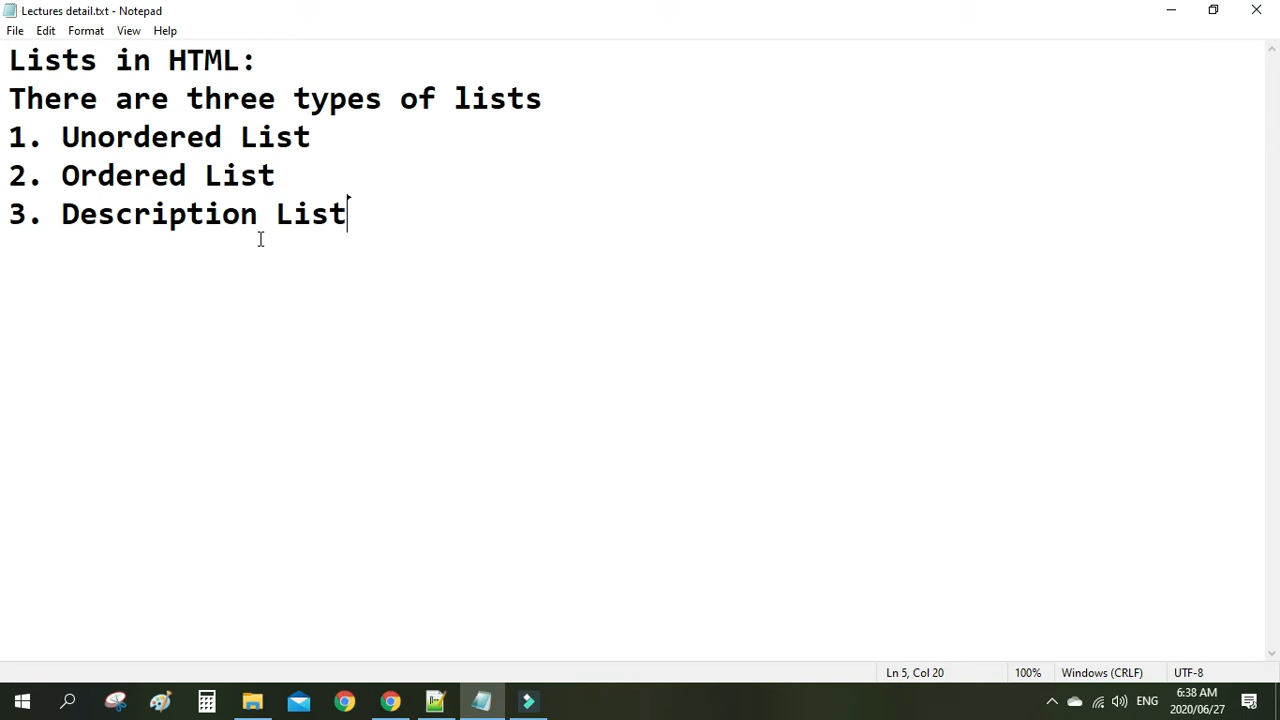 Lectures detail.txt - Notepad
File Edit Format View Help
Lists in HTML:
There are three types of lists
1. Unordered List
2. Ordered List
3. Description List
Ln 5, Col 20 100% Windows (CRLF) UTF-8
ENG
6:38 AM
2020/06/27